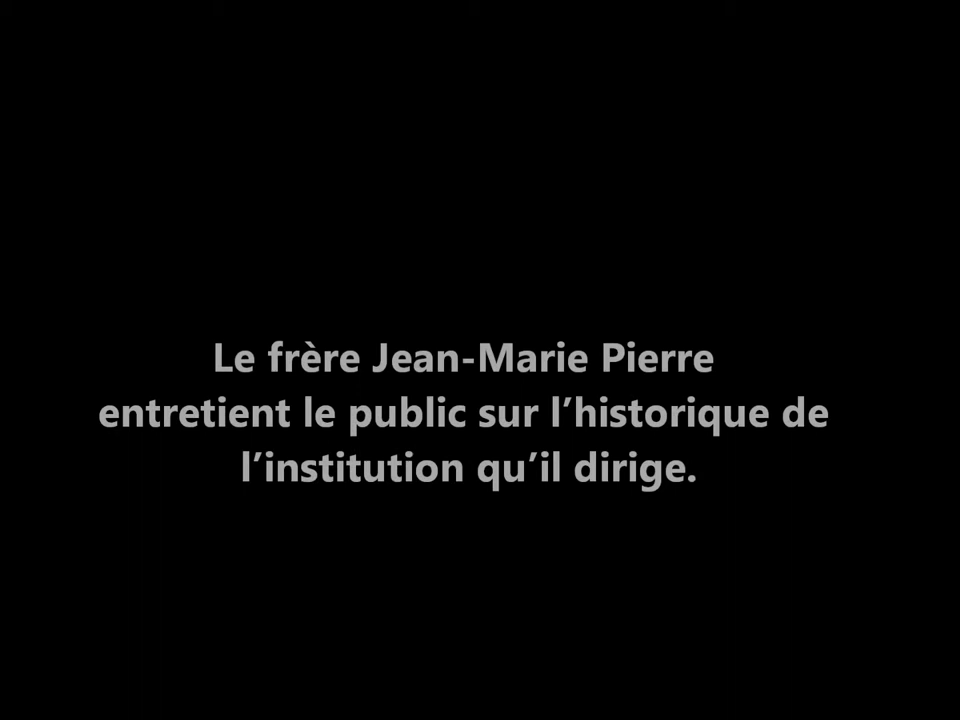 Le frère Jean-Marie Pierre
entretient le public sur l’historique de
l’institution qu’il dirige.